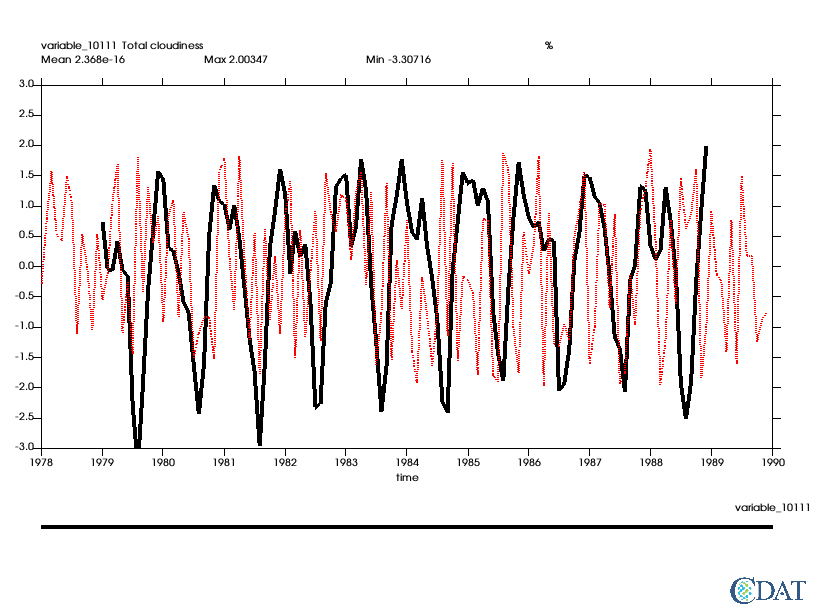 variable_10111 Total cloudiness %
Mean 2.368e-16 Max 2.00347 Min -3.30716
3.0
2.5
2.0
1.5
1.0
0.5
0.0
-0.5
-1.0
-1.5
-2.0
-2.5
-3.0
1978 1979 1980 1981 1982 1983 1984 1985 1986 1987 1988 1989 1990
time
variable_10111
CDAT